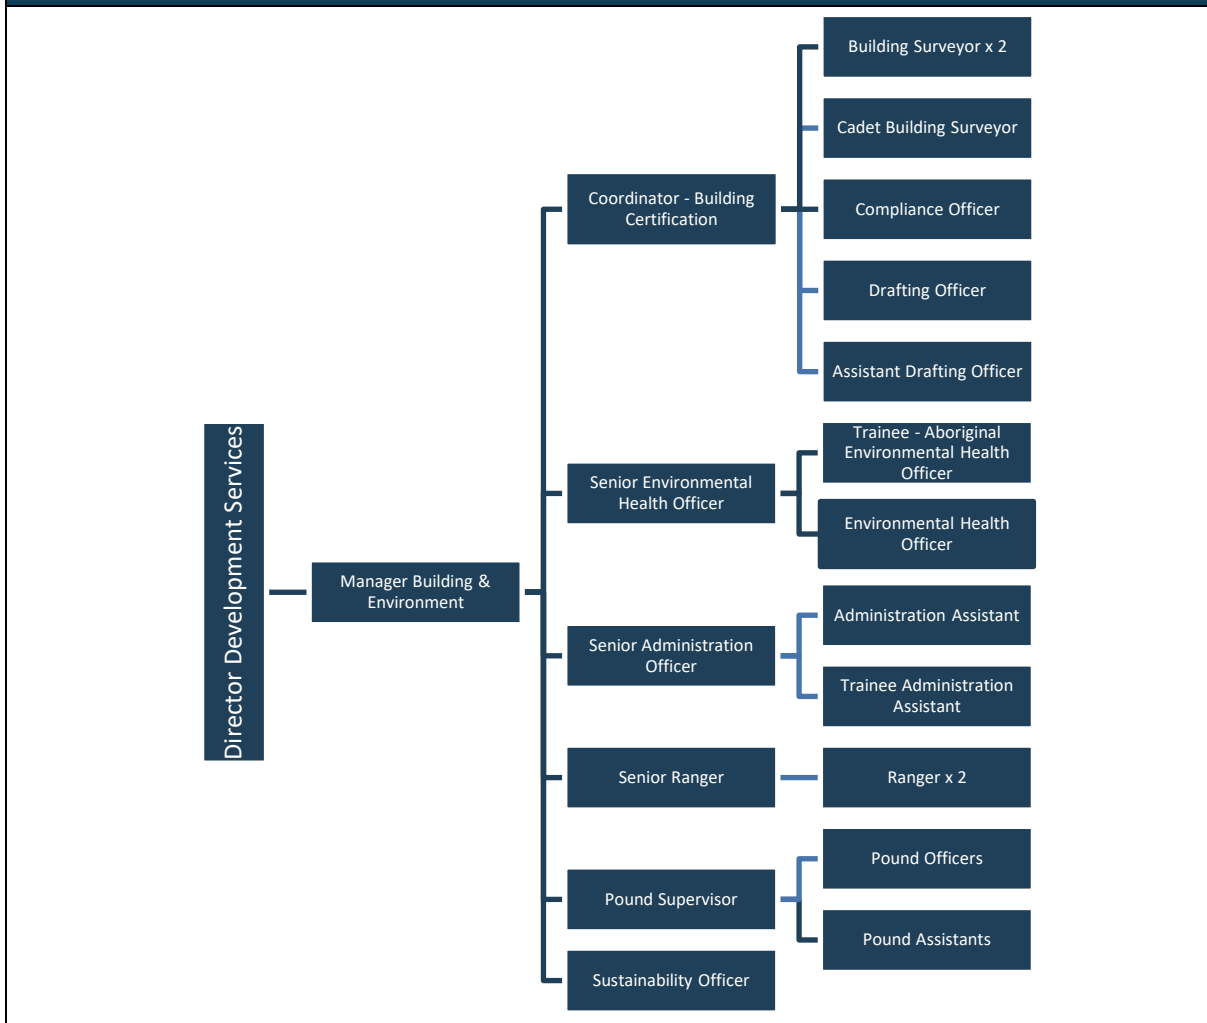 Director Development Services
Manager Building &
Environment
Coordinator - Building
Certification
Building Surveyor x 2
Cadet Building Surveyor
Compliance Officer
Drafting Officer
Assistant Drafting Officer
Senior Environmental
Health Officer
Trainee - Aboriginal
Environmental Health
Officer
Environmental Health
Officer
Senior Administration
Officer
Administration Assistant
Trainee Administration
Assistant
Senior Ranger
Ranger x 2
Pound Supervisor
Pound Officers
Pound Assistants
Sustainability Officer